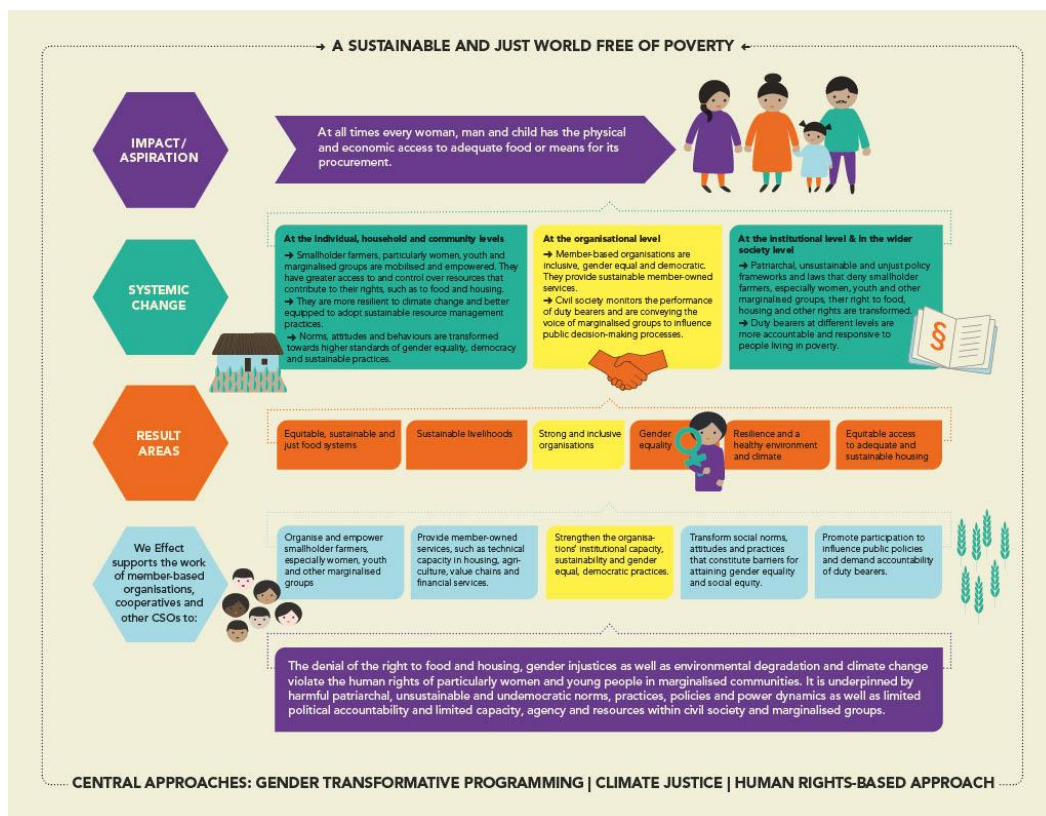 → A SUSTAINABLE AND JUST WORLD FREE OF POVERTY ←
IMPACT/
ASPIRATION
At all times every woman, man and child has the physical
and economic access to adequate food or means for its
procurement.
SYSTEMIC
CHANGE
At the individual, household and community levels
→ Smallholder farmers, particularly women, youth and
marginalised groups are mobilised and empowered. They
have greater access to and control over resources that
contribute to their rights, such as to food and housing.
→ They are more resilient to climate change and better
equipped to adopt sustainable resource management
practices.
→ Norms, attitudes and behaviours are transformed
towards higher standards of gender equality, democracy
and sustainable practices.
At the organisational level
→ Member-based organisations are
inclusive, gender equal and democratic.
They provide sustainable member-owned
services.
→ Civil society monitors the performance
of duty bearers and are conveying the
voice of marginalised groups to influence
public decision-making processes.
At the institutional level & in the wider
society level
→ Patriarchal, unsustainable and unjust policy
frameworks and laws that deny smallholder
farmers, especially women, youth and other
marginalised groups, their right to food,
housing and other rights are transformed.
→ Duty bearers at different levels are
more accountable and responsive to
people living in poverty.
§
RESULT
AREAS
Equitable, sustainable and
just food systems
Sustainable livelihoods
Strong and inclusive
organisations
Gender
equality
Resilience and a
healthy environment
and climate
Equitable access
to adequate and
sustainable housing
We Effect
supports the work
of member-based
organisations,
cooperatives and
other CSOs to:
Organise and empower
smallholder farmers,
especially women, youth
and other marginalised
groups
Provide member-owned
services, such as technical
capacity in housing, agri-
culture, value chains and
financial services.
Strengthen the organisa-
tions' institutional capacity,
sustainability and gender
equal, democratic practices.
Transform social norms,
attitudes and practices
that constitute barriers for
attaining gender equality
and social equity.
Promote participation to
influence public policies
and demand accountability
of duty bearers.
The denial of the right to food and housing, gender injustices as well as environmental degradation and climate change
violate the human rights of particularly women and young people in marginalised communities. It is underpinned by
harmful patriarchal, unsustainable and undemocratic norms, practices, policies and power dynamics as well as limited
political accountability and limited capacity, agency and resources within civil society and marginalised groups.
CENTRAL APPROACHES: GENDER TRANSFORMATIVE PROGRAMMING | CLIMATE JUSTICE | HUMAN RIGHTS-BASED APPROACH